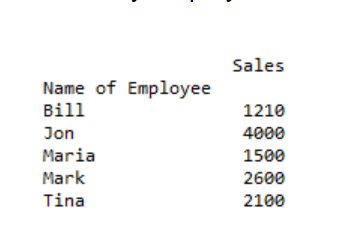 Sales
Name of Employee
Bill 1210
Jon 4000
Maria 1500
Mark 2600
Tina 2100